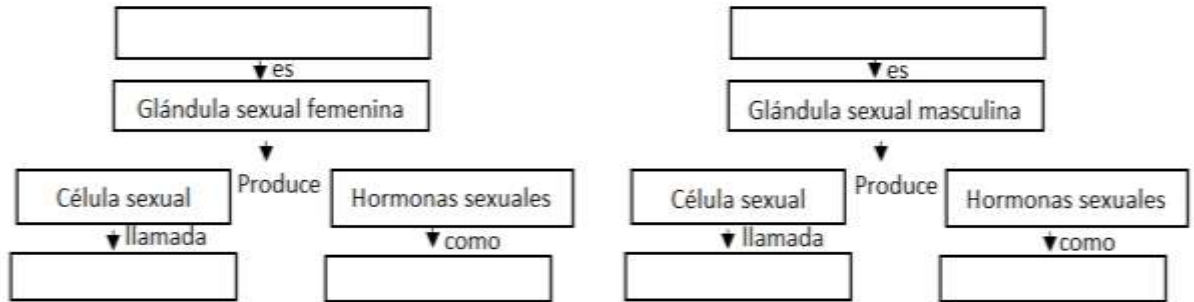 es
Glándula sexual femenina
Produce
Célula sexual
Hormonas sexuales
llamada
como
es
Glándula sexual masculina
Produce
Célula sexual
Hormonas sexuales
llamada
como